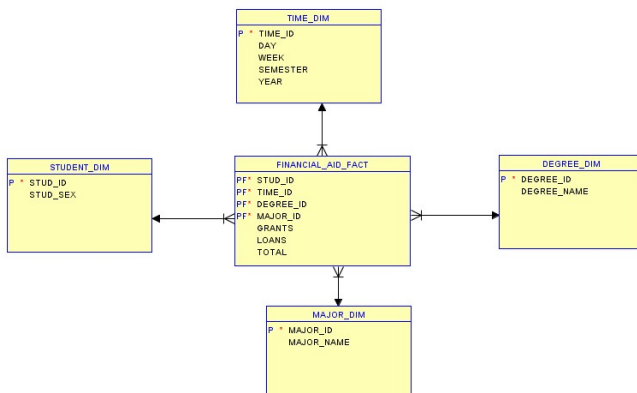 TIME_DIM
P * TIME_ID
DAY
WEEK
SEMESTER
YEAR
STUDENT_DIM
P * STUD_ID
STUD_SEX
FINANCIAL_AID_FACT
PF* STUD_ID
PF* TIME_ID
PF* DEGREE_ID
PF* MAJOR_ID
GRANTS
LOANS
TOTAL
DEGREE_DIM
P * DEGREE_ID
DEGREE_NAME
MAJOR_DIM
P * MAJOR_ID
MAJOR_NAME